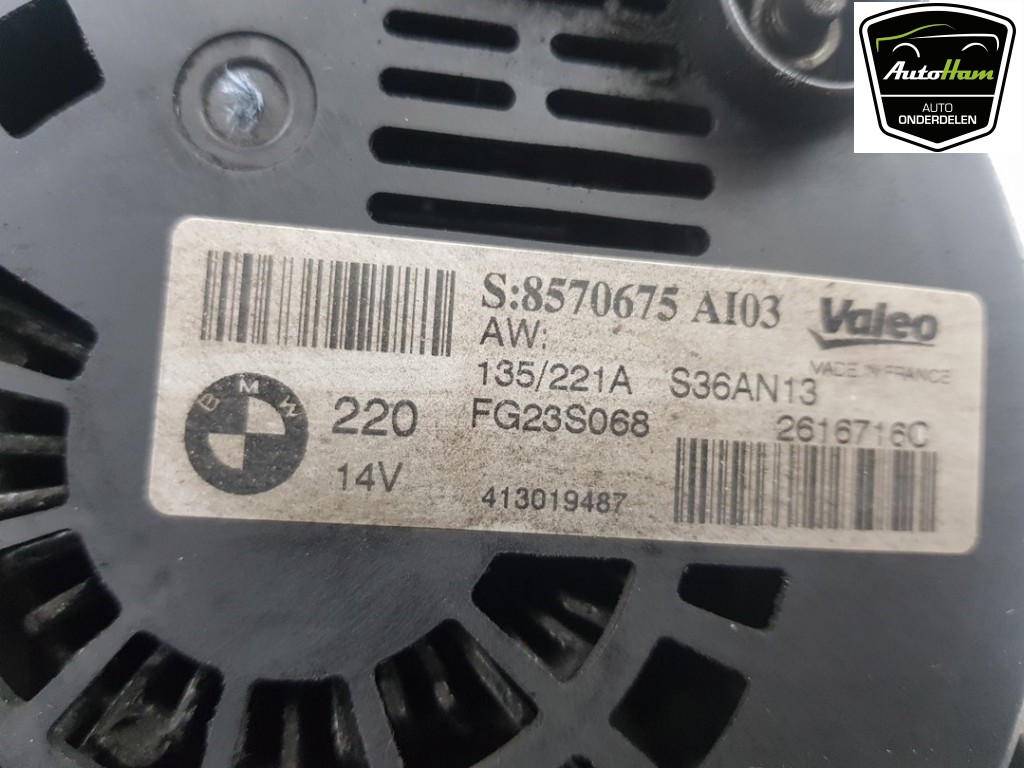 AutoHam
AUTO
ONDERDELEN
S:8570675 AI03
Valeo
AW:
MADE IN FRANCE
135/221A S36AN13
BMW
220
FG23S068
2616716C
14V
413019487